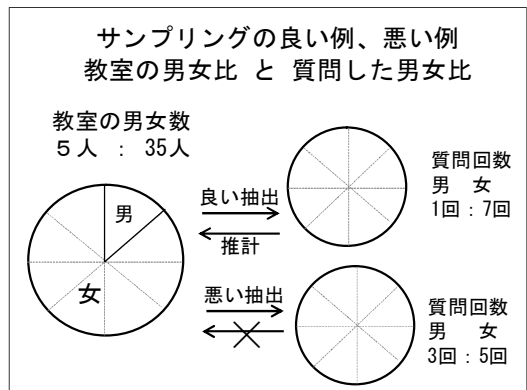 サンプリングの良い例、悪い例
教室の男女比 と 質問した男女比
教室の男女数
５人 : 35人
男
女
良い抽出
推計
質問回数
男 女
1回：7回
悪い抽出
質問回数
男 女
3回：5回